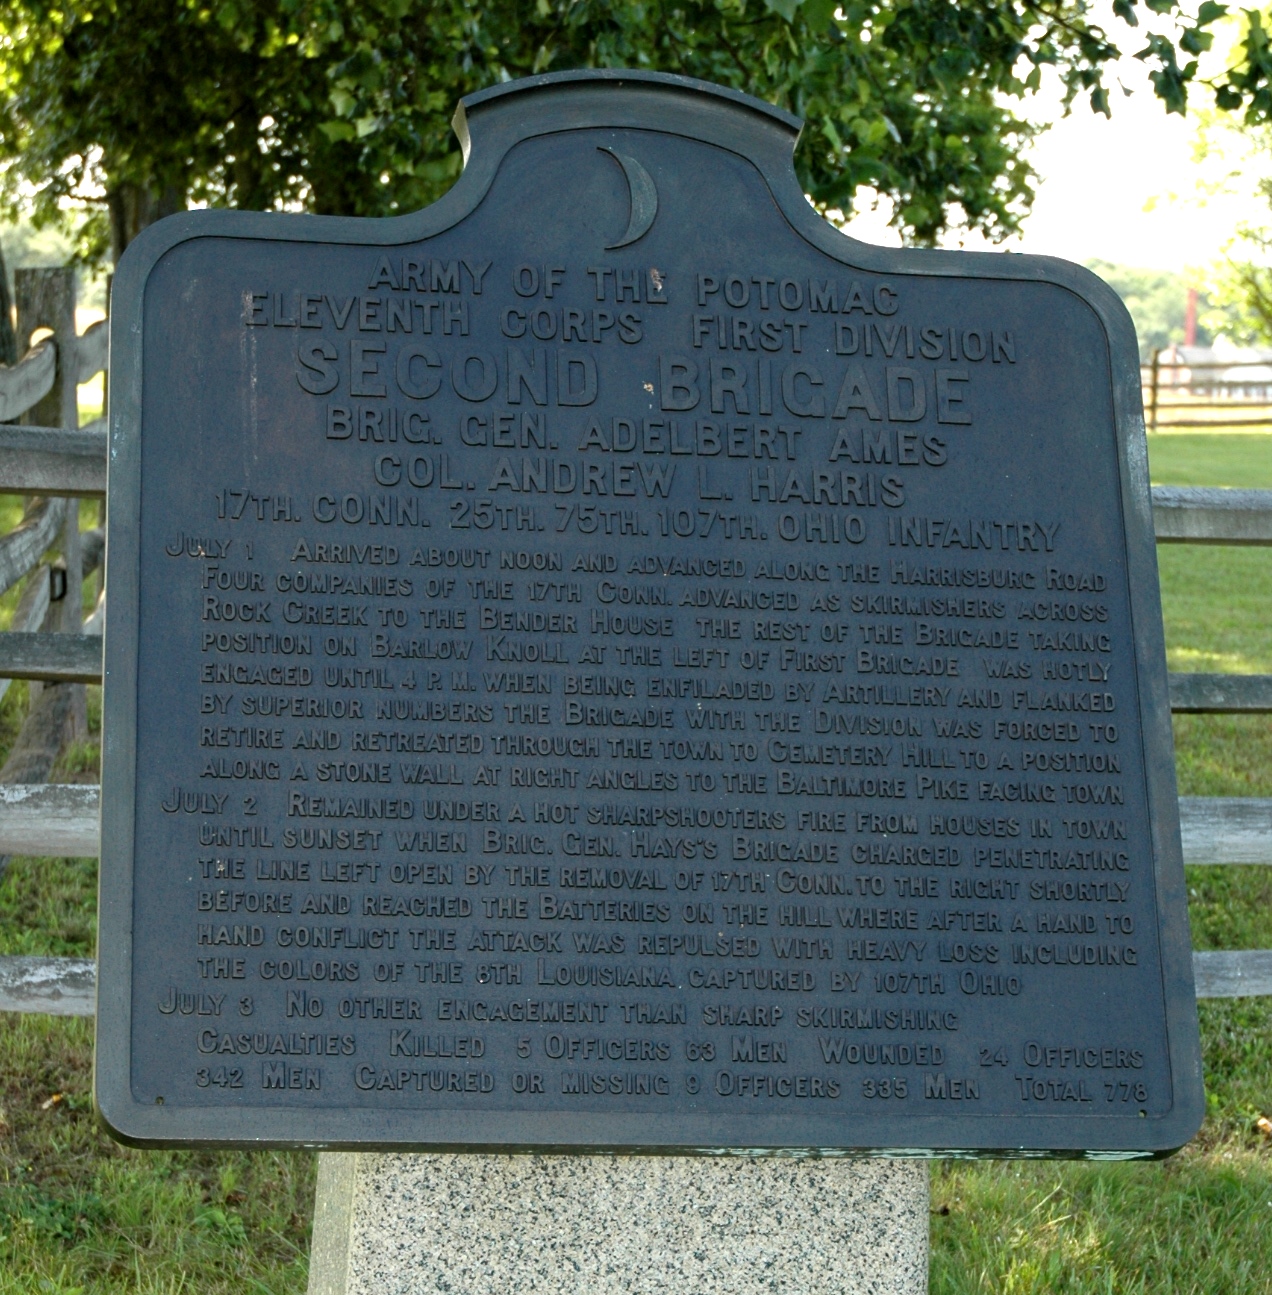 ARMY OF THE POTOMAC
ELEVENTH CORPS FIRST DIVISION
SECOND BRIGADE
BRIG. GEN. ADELBERT AMES
COL. ANDREW L. HARRIS
17TH. CONN. 25TH. 75TH. 107TH. OHIO INFANTRY
JULY 1 ARRIVED ABOUT NOON AND ADVANCED ALONG THE HARRISBURG ROAD
FOUR COMPANIES OF THE 17TH CONN. ADVANCED AS SKIRMISHERS ACROSS
ROCK CREEK TO THE BENDER HOUSE THE REST OF THE BRIGADE TAKING
POSITION ON BARLOW KNOLL AT THE LEFT OF FIRST BRIGADE WAS HOTLY
ENGAGED UNTIL 4 P.M. WHEN BEING ENFILADED BY ARTILLERY AND FLANKED
BY SUPERIOR NUMBERS THE BRIGADE WITH THE DIVISION WAS FORCED TO
RETIRE AND RETREATED THROUGH THE TOWN TO CEMETERY HILL TO A POSITION
ALONG A STONE WALL AT RIGHT ANGLES TO THE BALTIMORE PIKE FACING TOWN
JULY 2 REMAINED UNDER A HOT SHARPSHOOTERS FIRE FROM HOUSES IN TOWN
UNTIL SUNSET WHEN BRIG. GEN. HAYS'S BRIGADE CHARGED PENETRATING
THE LINE LEFT OPEN BY THE REMOVAL OF 17TH CONN. TO THE RIGHT SHORTLY
BEFORE AND REACHED THE BATTERIES ON THE HILL WHERE AFTER A HAND TO
HAND CONFLICT THE ATTACK WAS REPULSED WITH HEAVY LOSS INCLUDING
THE COLORS OF THE 8TH LOUISIANA CAPTURED BY 107TH OHIO
JULY 3 NO OTHER ENGAGEMENT THAN SHARP SKIRMISHING
CASUALTIES KILLED 5 OFFICERS 63 MEN WOUNDED 24 OFFICERS
342 MEN CAPTURED OR MISSING 9 OFFICERS 335 MEN TOTAL 778